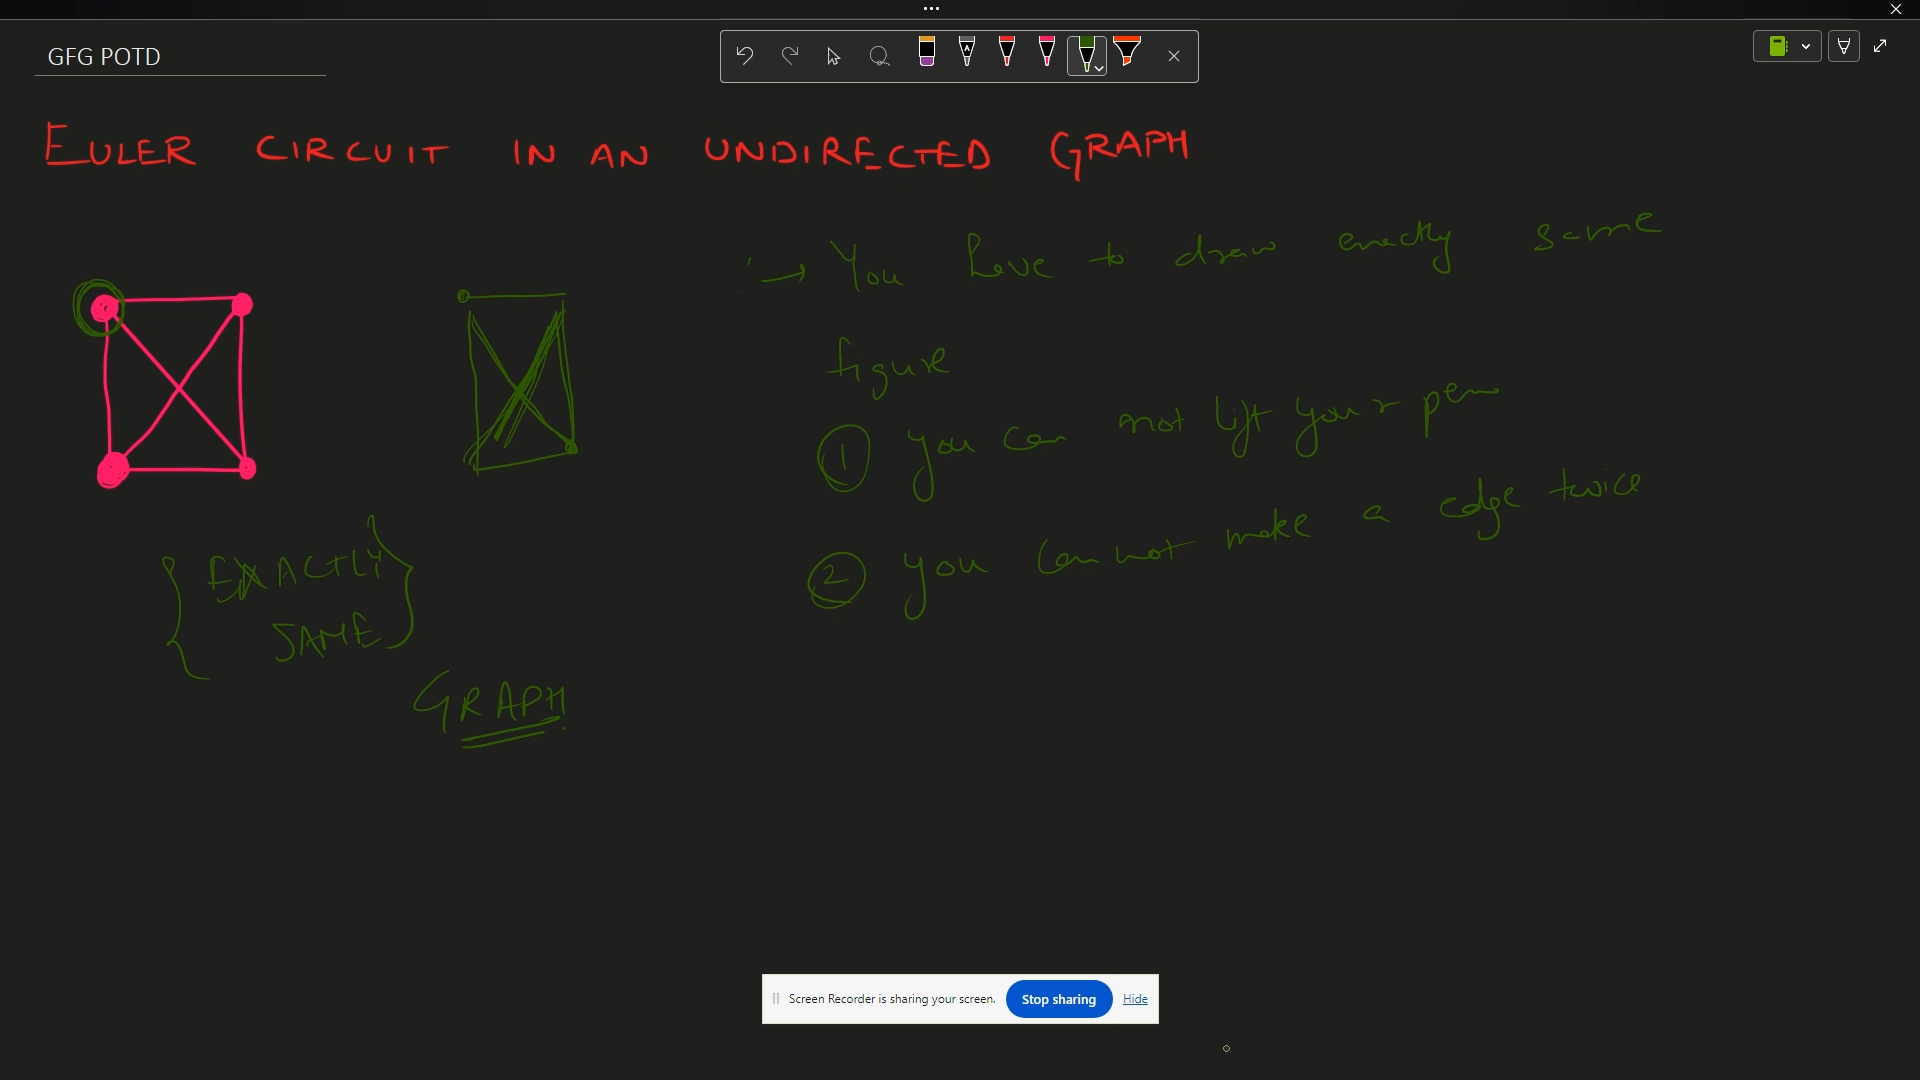 GFG POTD
EULER CIRCUIT IN AN UNDIRECTED GRAPH
You have to draw exactly same
figure
1 you can not lift your pen
2 you can not make a edge twice
EXACTLY
SAME
GRAPH
Screen Recorder is sharing your screen. Stop sharing Hide